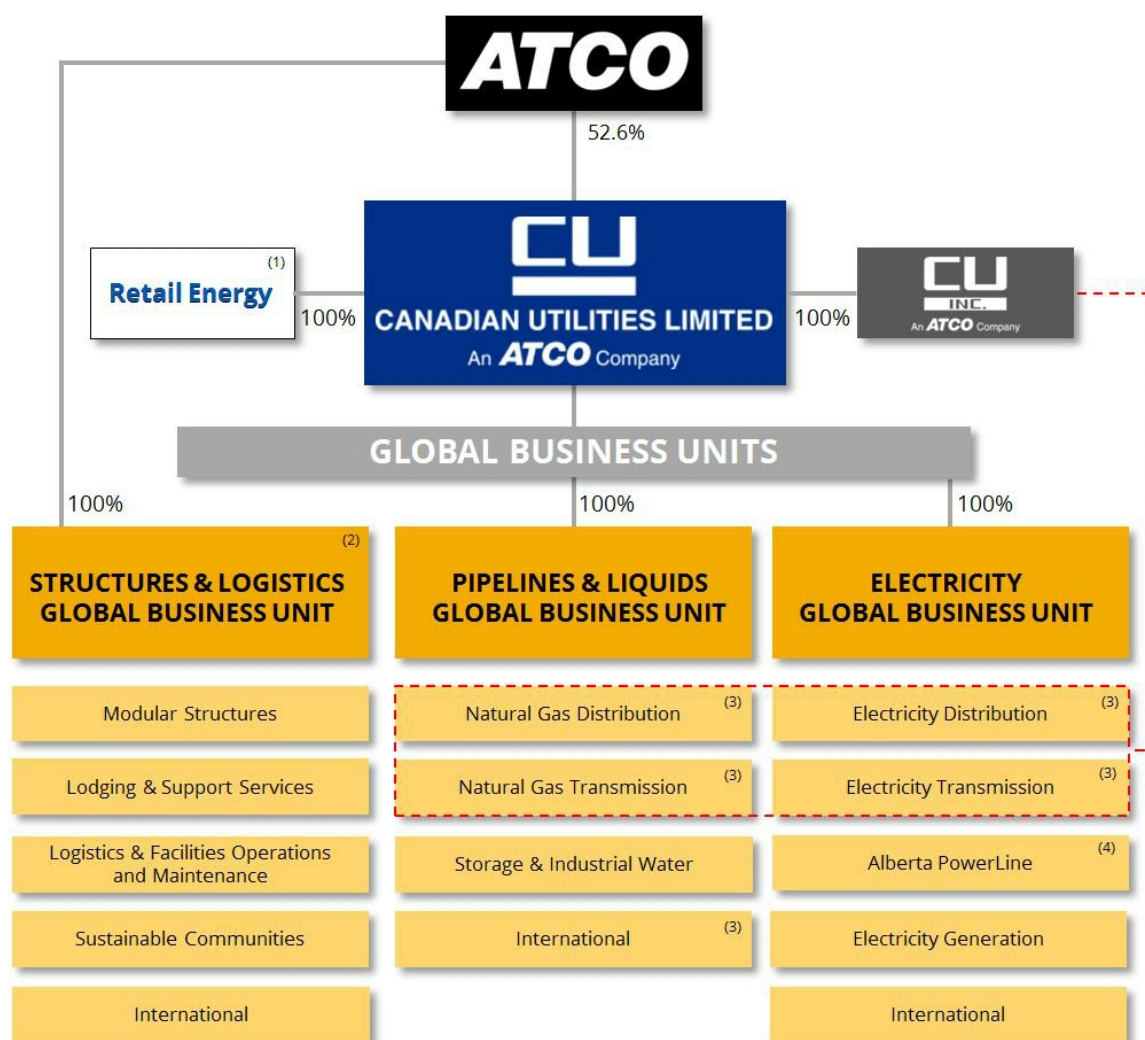 ATCO
52.6%
(1)
Retail Energy
100%
CU
CANADIAN UTILITIES LIMITED
An ATCO Company
100%
CU
INC.
An ATCO Company
GLOBAL BUSINESS UNITS
100%
100%
100%
(2)
STRUCTURES & LOGISTICS
GLOBAL BUSINESS UNIT
PIPELINES & LIQUIDS
GLOBAL BUSINESS UNIT
ELECTRICITY
GLOBAL BUSINESS UNIT
Modular Structures
Natural Gas Distribution (3)
Electricity Distribution (3)
Lodging & Support Services
Natural Gas Transmission (3)
Electricity Transmission (3)
Logistics & Facilities Operations
and Maintenance
Storage & Industrial Water
Alberta PowerLine (4)
Sustainable Communities
International (3)
Electricity Generation
International
International